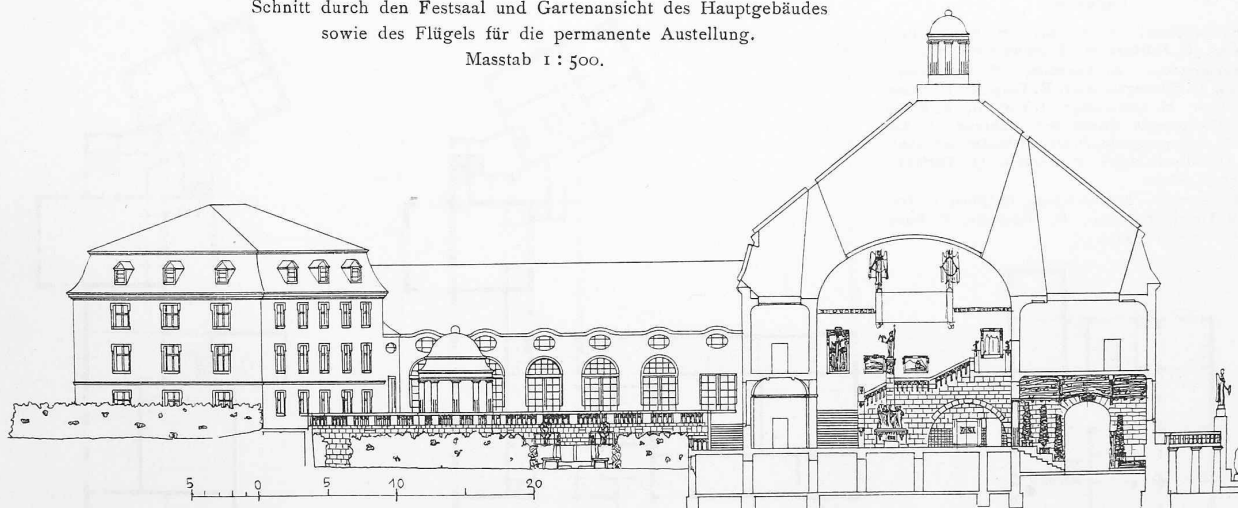 Schnitt durch den Festsaal und Gartenansicht des Hauptgebäudes
sowie des Flügels für die permanente Austellung.
Masstab 1 : 500.
5 0 5 10 20